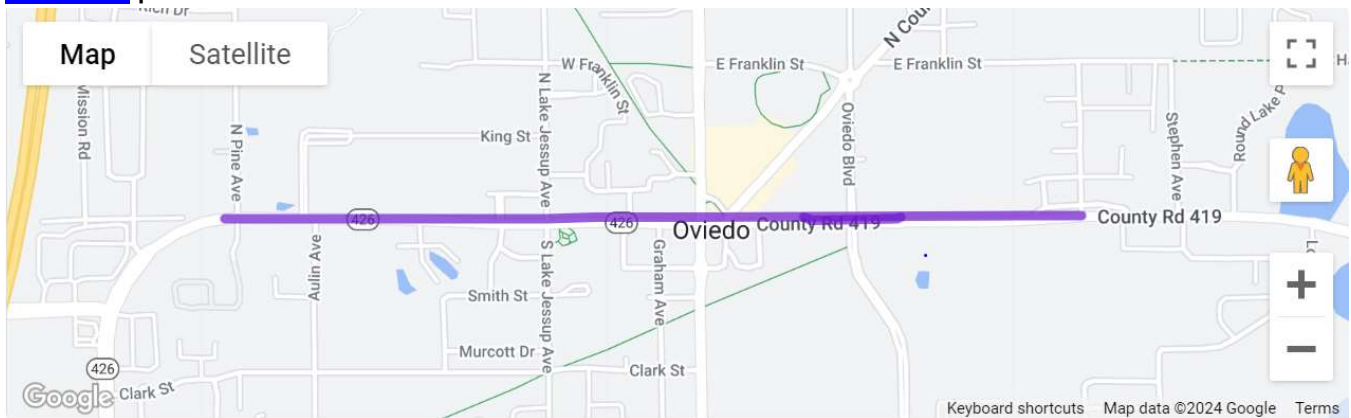 Rich Dr
Map
Satellite
Mission Rd
N Pine Ave
N Lake Jessup Ave
W Franklin St
E Franklin St
E Franklin St
King St
Oviedo Blvd
Stephen Ave
426
426
Oviedo
County Rd 419
County Rd 419
Aulin Ave
S Lake Jessup Ave
Graham Ave
Smith St
Murcott Dr
426
Clark St
Clark St
Google
Keyboard shortcuts
Map data ©2024 Google
Terms